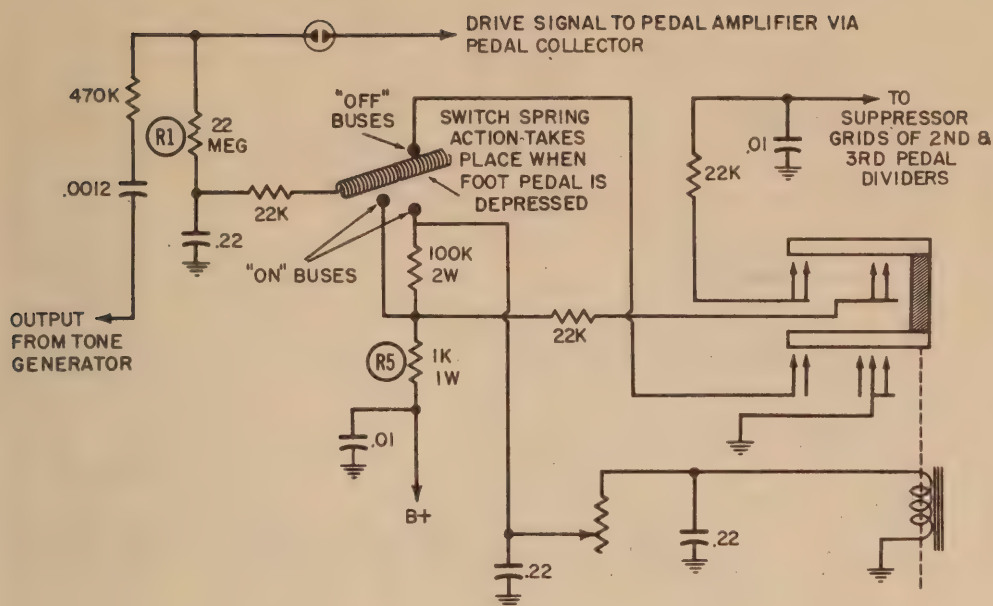 DRIVE SIGNAL TO PEDAL AMPLIFIER VIA
PEDAL COLLECTOR
470K
R1
22
MEG
.0012
22K
.22
"OFF"
BUSES
SWITCH SPRING
ACTION-TAKES
PLACE WHEN
FOOT PEDAL IS
DEPRESSED
"ON" BUSES
100K
2W
OUTPUT
FROM TONE
GENERATOR
R5
1K
1W
.01
B+
22K
.22
.22
22K
.01
TO
SUPPRESSOR
GRIDS OF 2ND &
3RD PEDAL
DIVIDERS